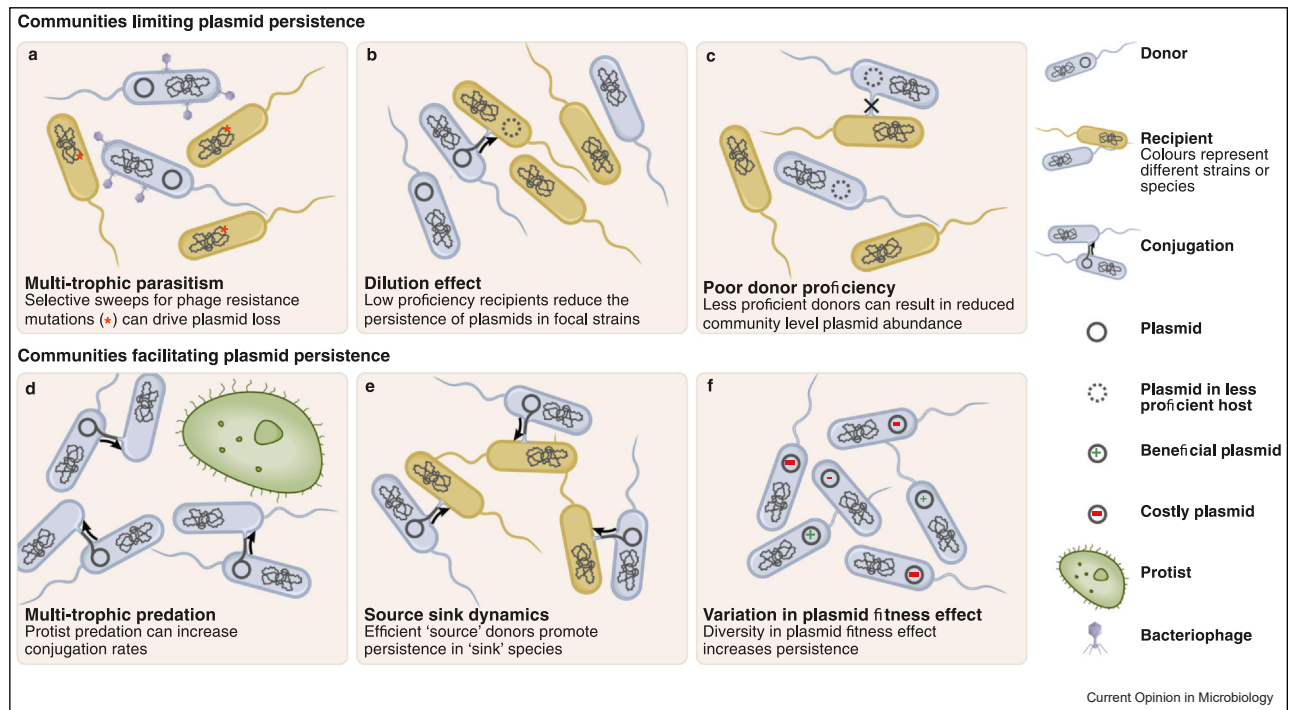 Communities limiting plasmid persistence
a
Multi-trophic parasitism
Selective sweeps for phage resistance
mutations (*) can drive plasmid loss
b
Dilution effect
Low proficiency recipients reduce the
persistence of plasmids in focal strains
c
Poor donor proficiency
Less proficient donors can result in reduced
community level plasmid abundance
Communities facilitating plasmid persistence
d
Multi-trophic predation
Protist predation can increase
conjugation rates
e
Source sink dynamics
Efficient ‘source’ donors promote
persistence in ‘sink’ species
f
Variation in plasmid fitness effect
Diversity in plasmid fitness effect
increases persistence
Donor
Recipient
Colours represent
different strains or
species
Conjugation
Plasmid
Plasmid in less
proficient host
Beneficial plasmid
Costly plasmid
Protist
Bacteriophage
Current Opinion in Microbiology